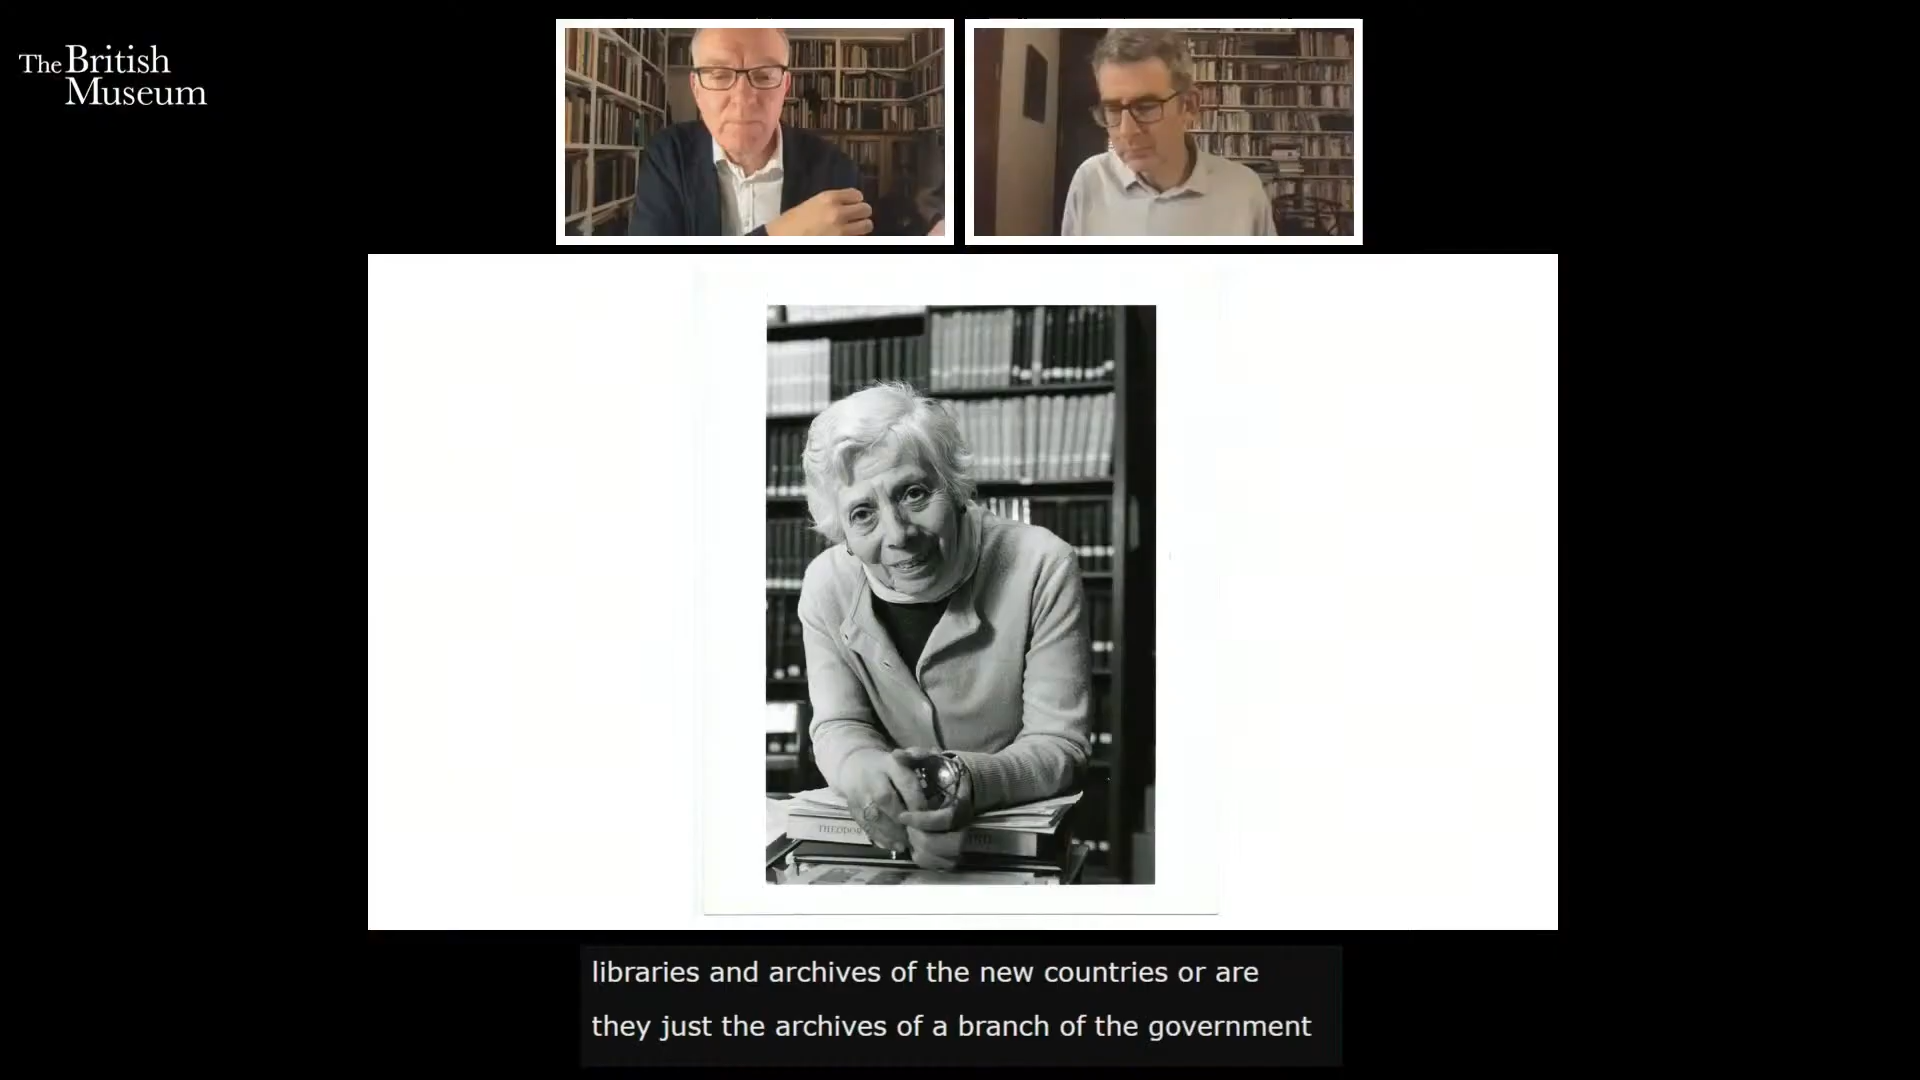 The British
Museum
THEODOR
libraries and archives of the new countries or are
they just the archives of a branch of the government